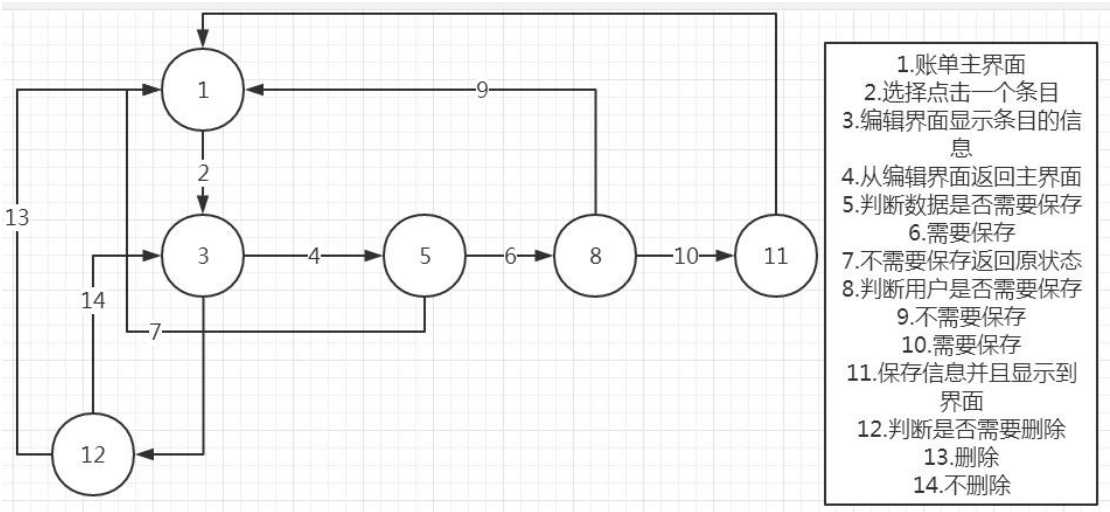 1
9
2
13
3
4
5
6
8
10
11
14
7
12
1.账单主界面
2.选择点击一个条目
3.编辑界面显示条目的信
息
4.从编辑界面返回主界面
5.判断数据是否需要保存
6.需要保存
7.不需要保存返回原状态
8.判断用户是否需要保存
9.不需要保存
10.需要保存
11.保存信息并且显示到
界面
12.判断是否需要删除
13.删除
14.不删除